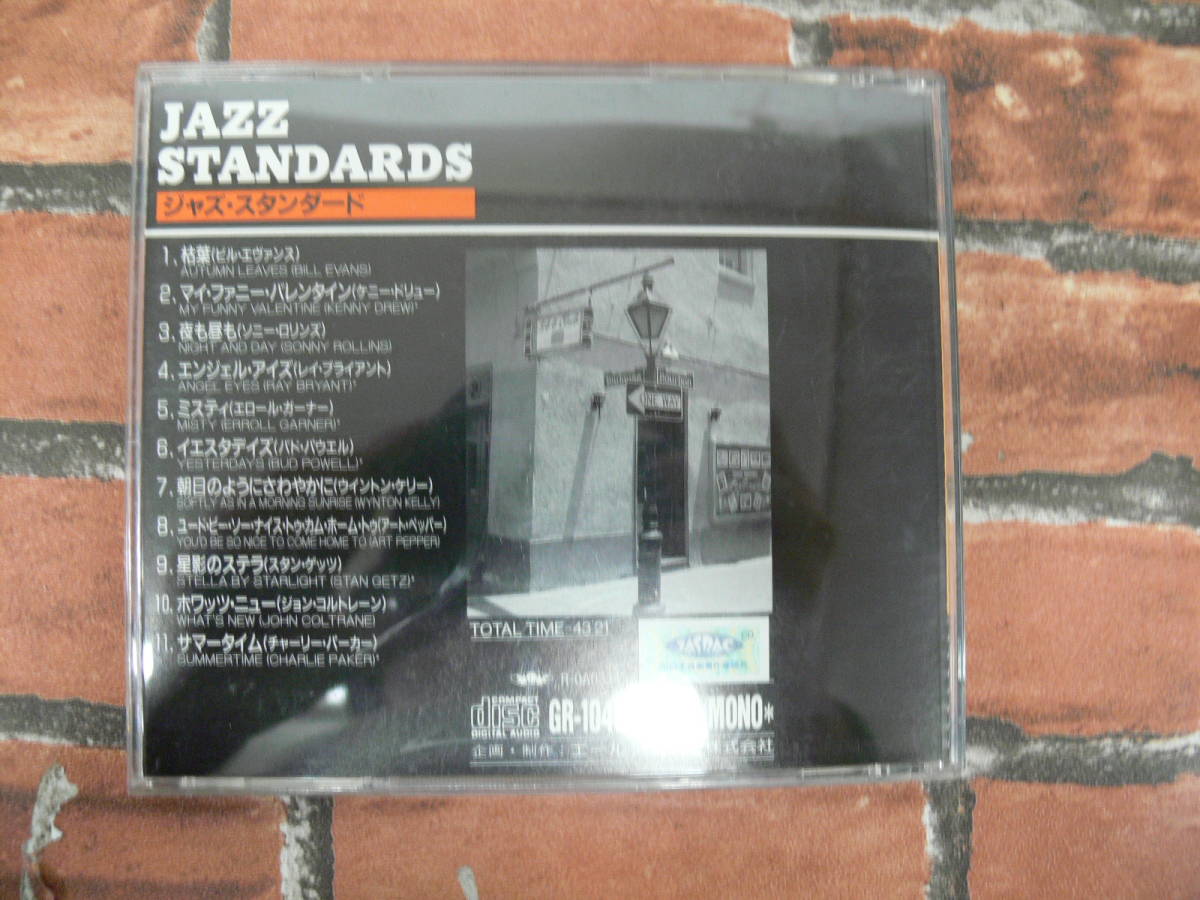 JAZZ
STANDARDS
ジャズ・スタンダード
1. 枯葉(ビル・エヴァンス)
AUTUMN LEAVES (BILL EVANS)
2. マイ・ファニー・バレンタイン(ケニー・ドリュー)
MY FUNNY VALENTINE (KENNY DREW)*
3. 夜も昼も(ソニー・ロリンズ)
NIGHT AND DAY (SONNY ROLLINS)
4. エンジェル・アイズ(レイ・ブライアント)
ANGEL EYES (RAY BRYANT)*
5. ミスティ(エロール・ガーナー)
MISTY (ERROLL GARNER)*
6. イエスタデイズ(バド・パウエル)
YESTERDAYS (BUD POWELL)*
7. 朝日のようにさわやかに(ウイントン・ケリー)
SOFTLY AS IN A MORNING SUNRISE (WYNTON KELLY)
8. ユード・ビー・ソー・ナイス・トゥ・カム・ホーム・トゥ(アート・ペッパー)
YOU'D BE SO NICE TO COME HOME TO (ART PEPPER)
9. 星影のステラ(スタン・ゲッツ)
STELLA BY STARLIGHT (STAN GETZ)*
10. ホワッツ・ニュー(ジョン・コルトレーン)
WHAT'S NEW (JOHN COLTRANE)
11. サマータイム(チャーリー・パーカー)
SUMMERTIME (CHARLIE PAKER)*
ONE WAY
TOTAL TIME 43'21
JASRAC
COMPACT
disc
DIGITAL AUDIO
GR-104
MONO*
企画・制作:エール
株式会社